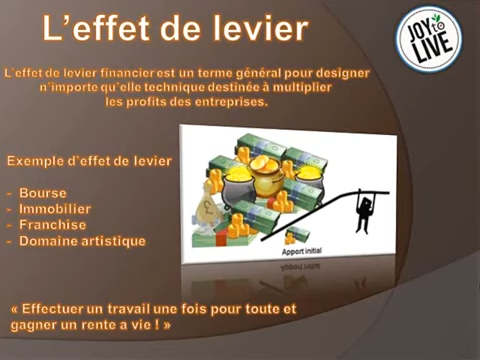 L'effet de levier
JOY to
LIVE
L'effet de levier financier est un terme général pour designer
n'importe qu'elle technique destinée à multiplier
les profits des entreprises.
Exemple d'effet de levier
- Bourse
- Immobilier
- Franchise
- Domaine artistique
Apport initial
« Effectuer un travail une fois pour toute et
gagner un rente a vie ! »